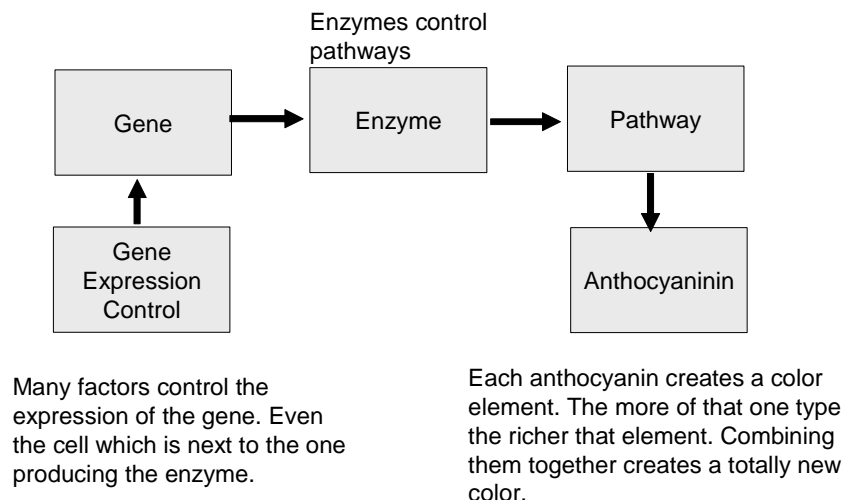 Enzymes control
pathways
Gene
Enzyme
Pathway
Gene
Expression
Control
Anthocyaninin
Many factors control the
expression of the gene. Even
the cell which is next to the one
producing the enzyme.
Each anthocyanin creates a color
element. The more of that one type
the richer that element. Combining
them together creates a totally new
color.